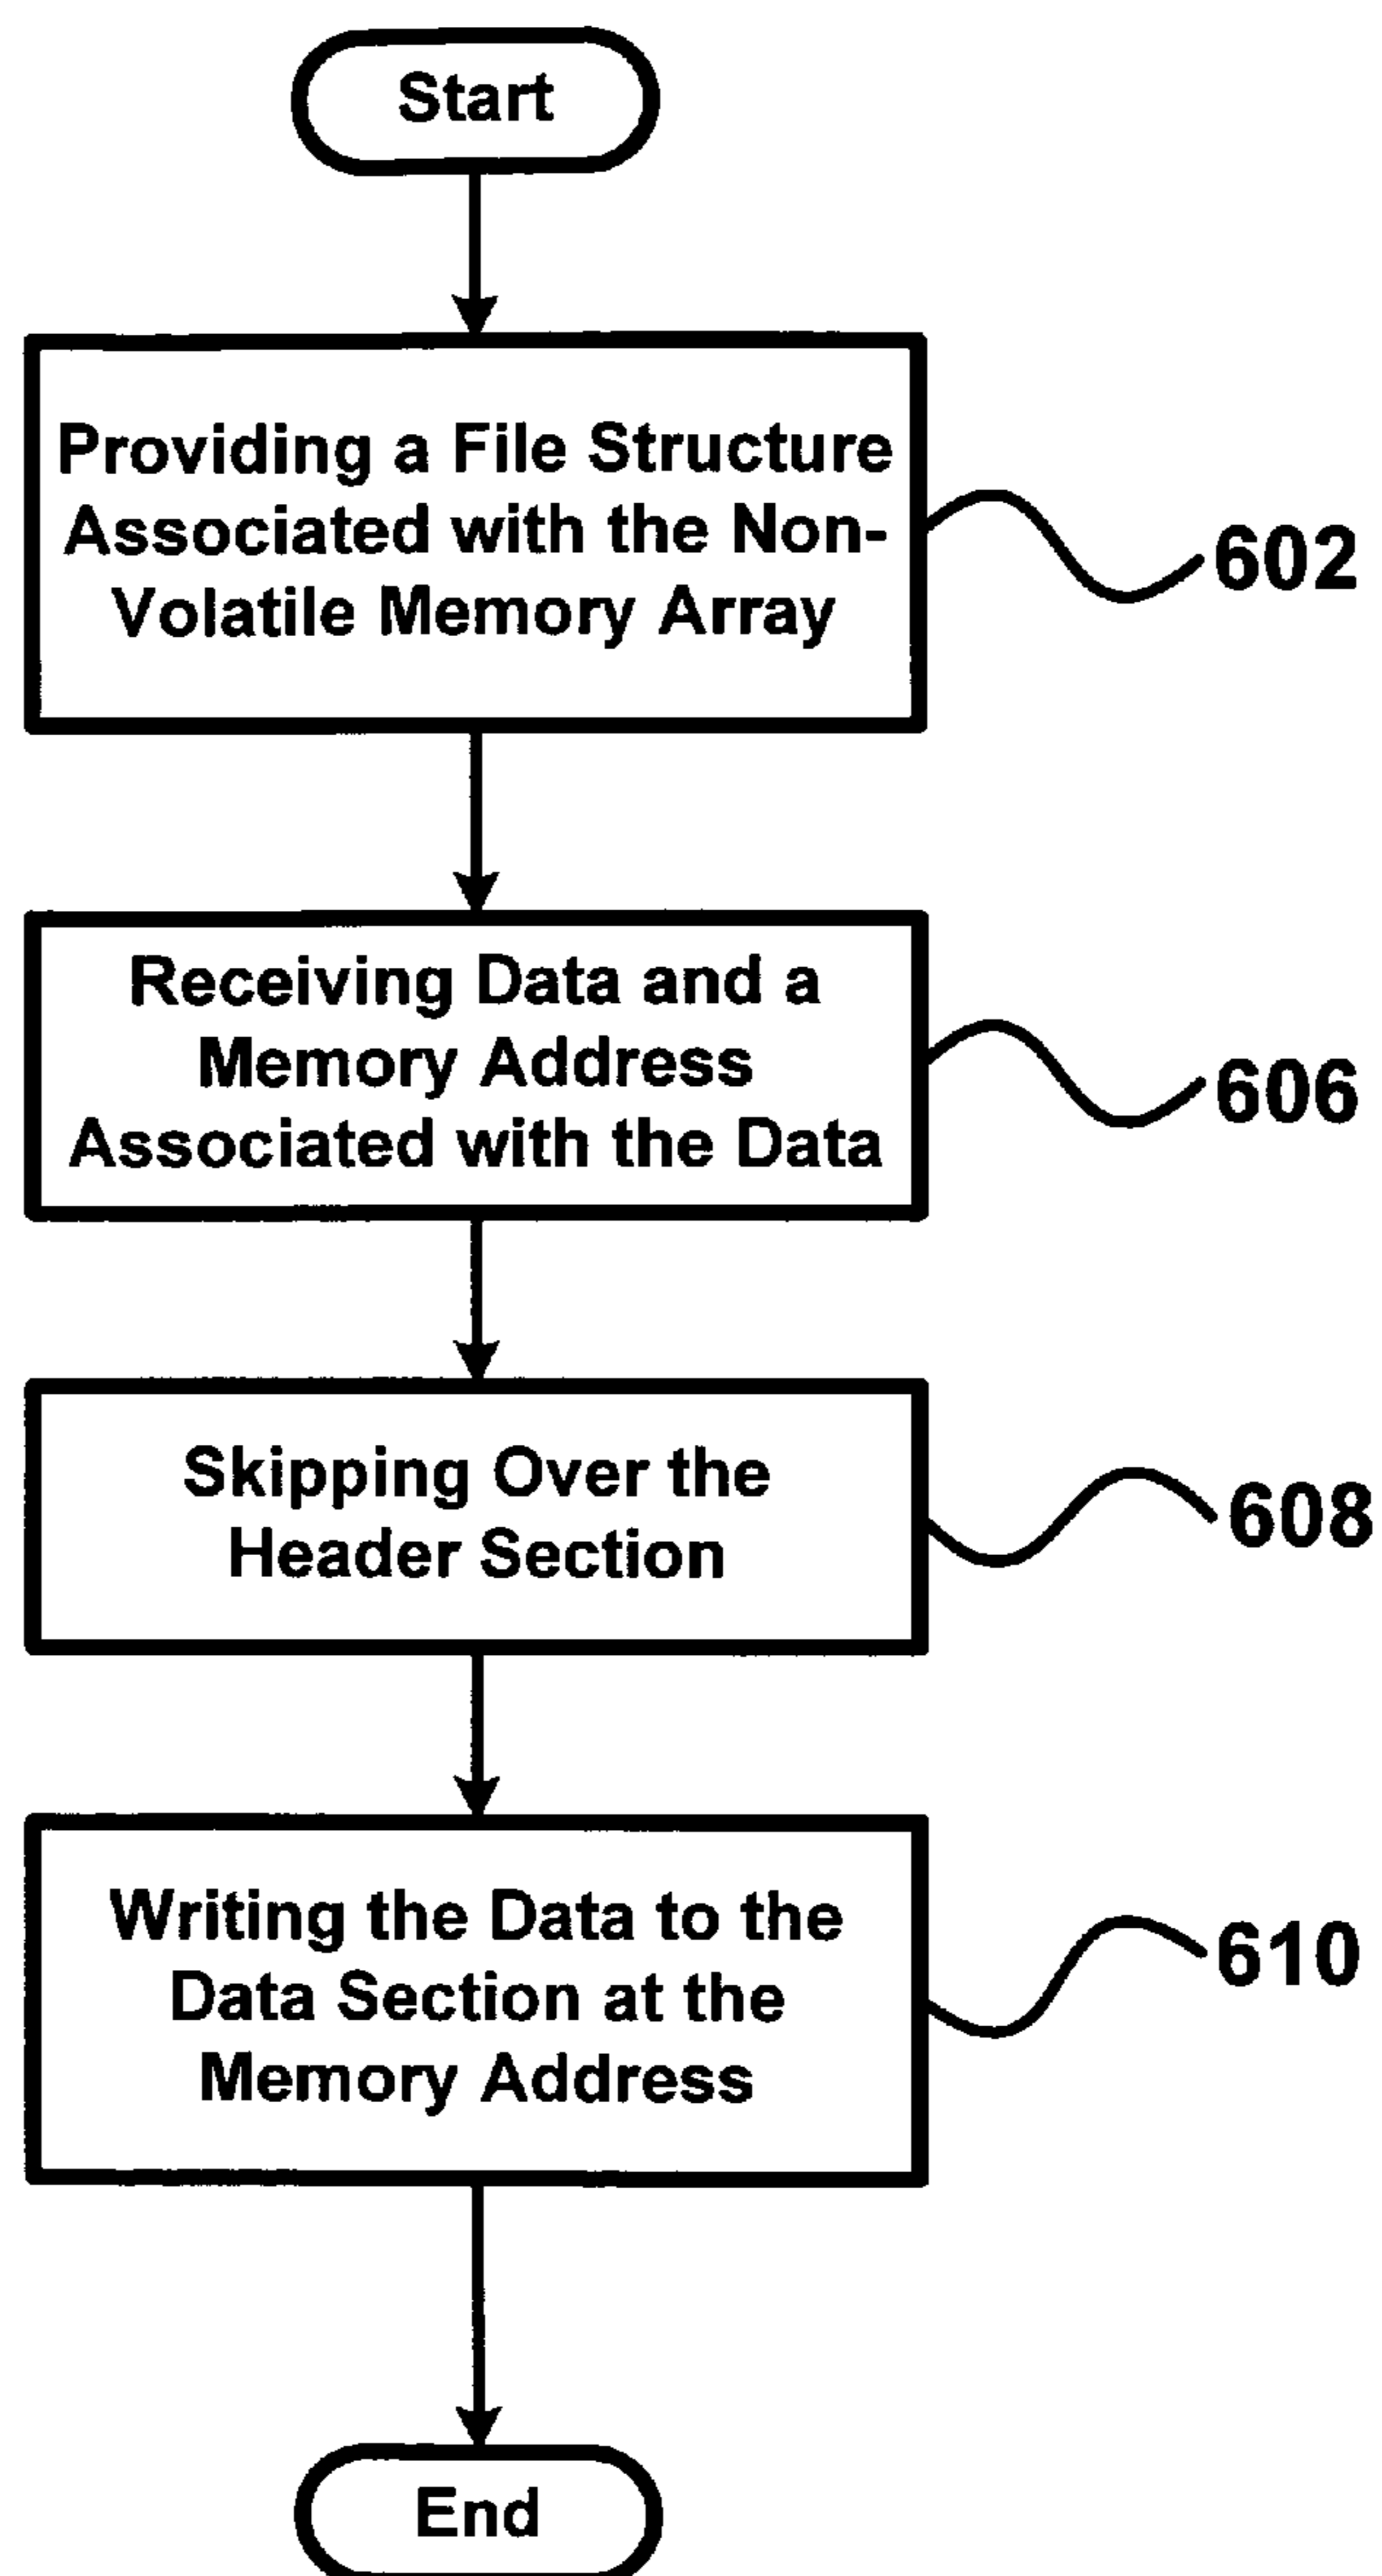 Start
Providing a File Structure
Associated with the Non-
Volatile Memory Array
602
Receiving Data and a
Memory Address
Associated with the Data
606
Skipping Over the
Header Section
608
Writing the Data to the
Data Section at the
Memory Address
610
End